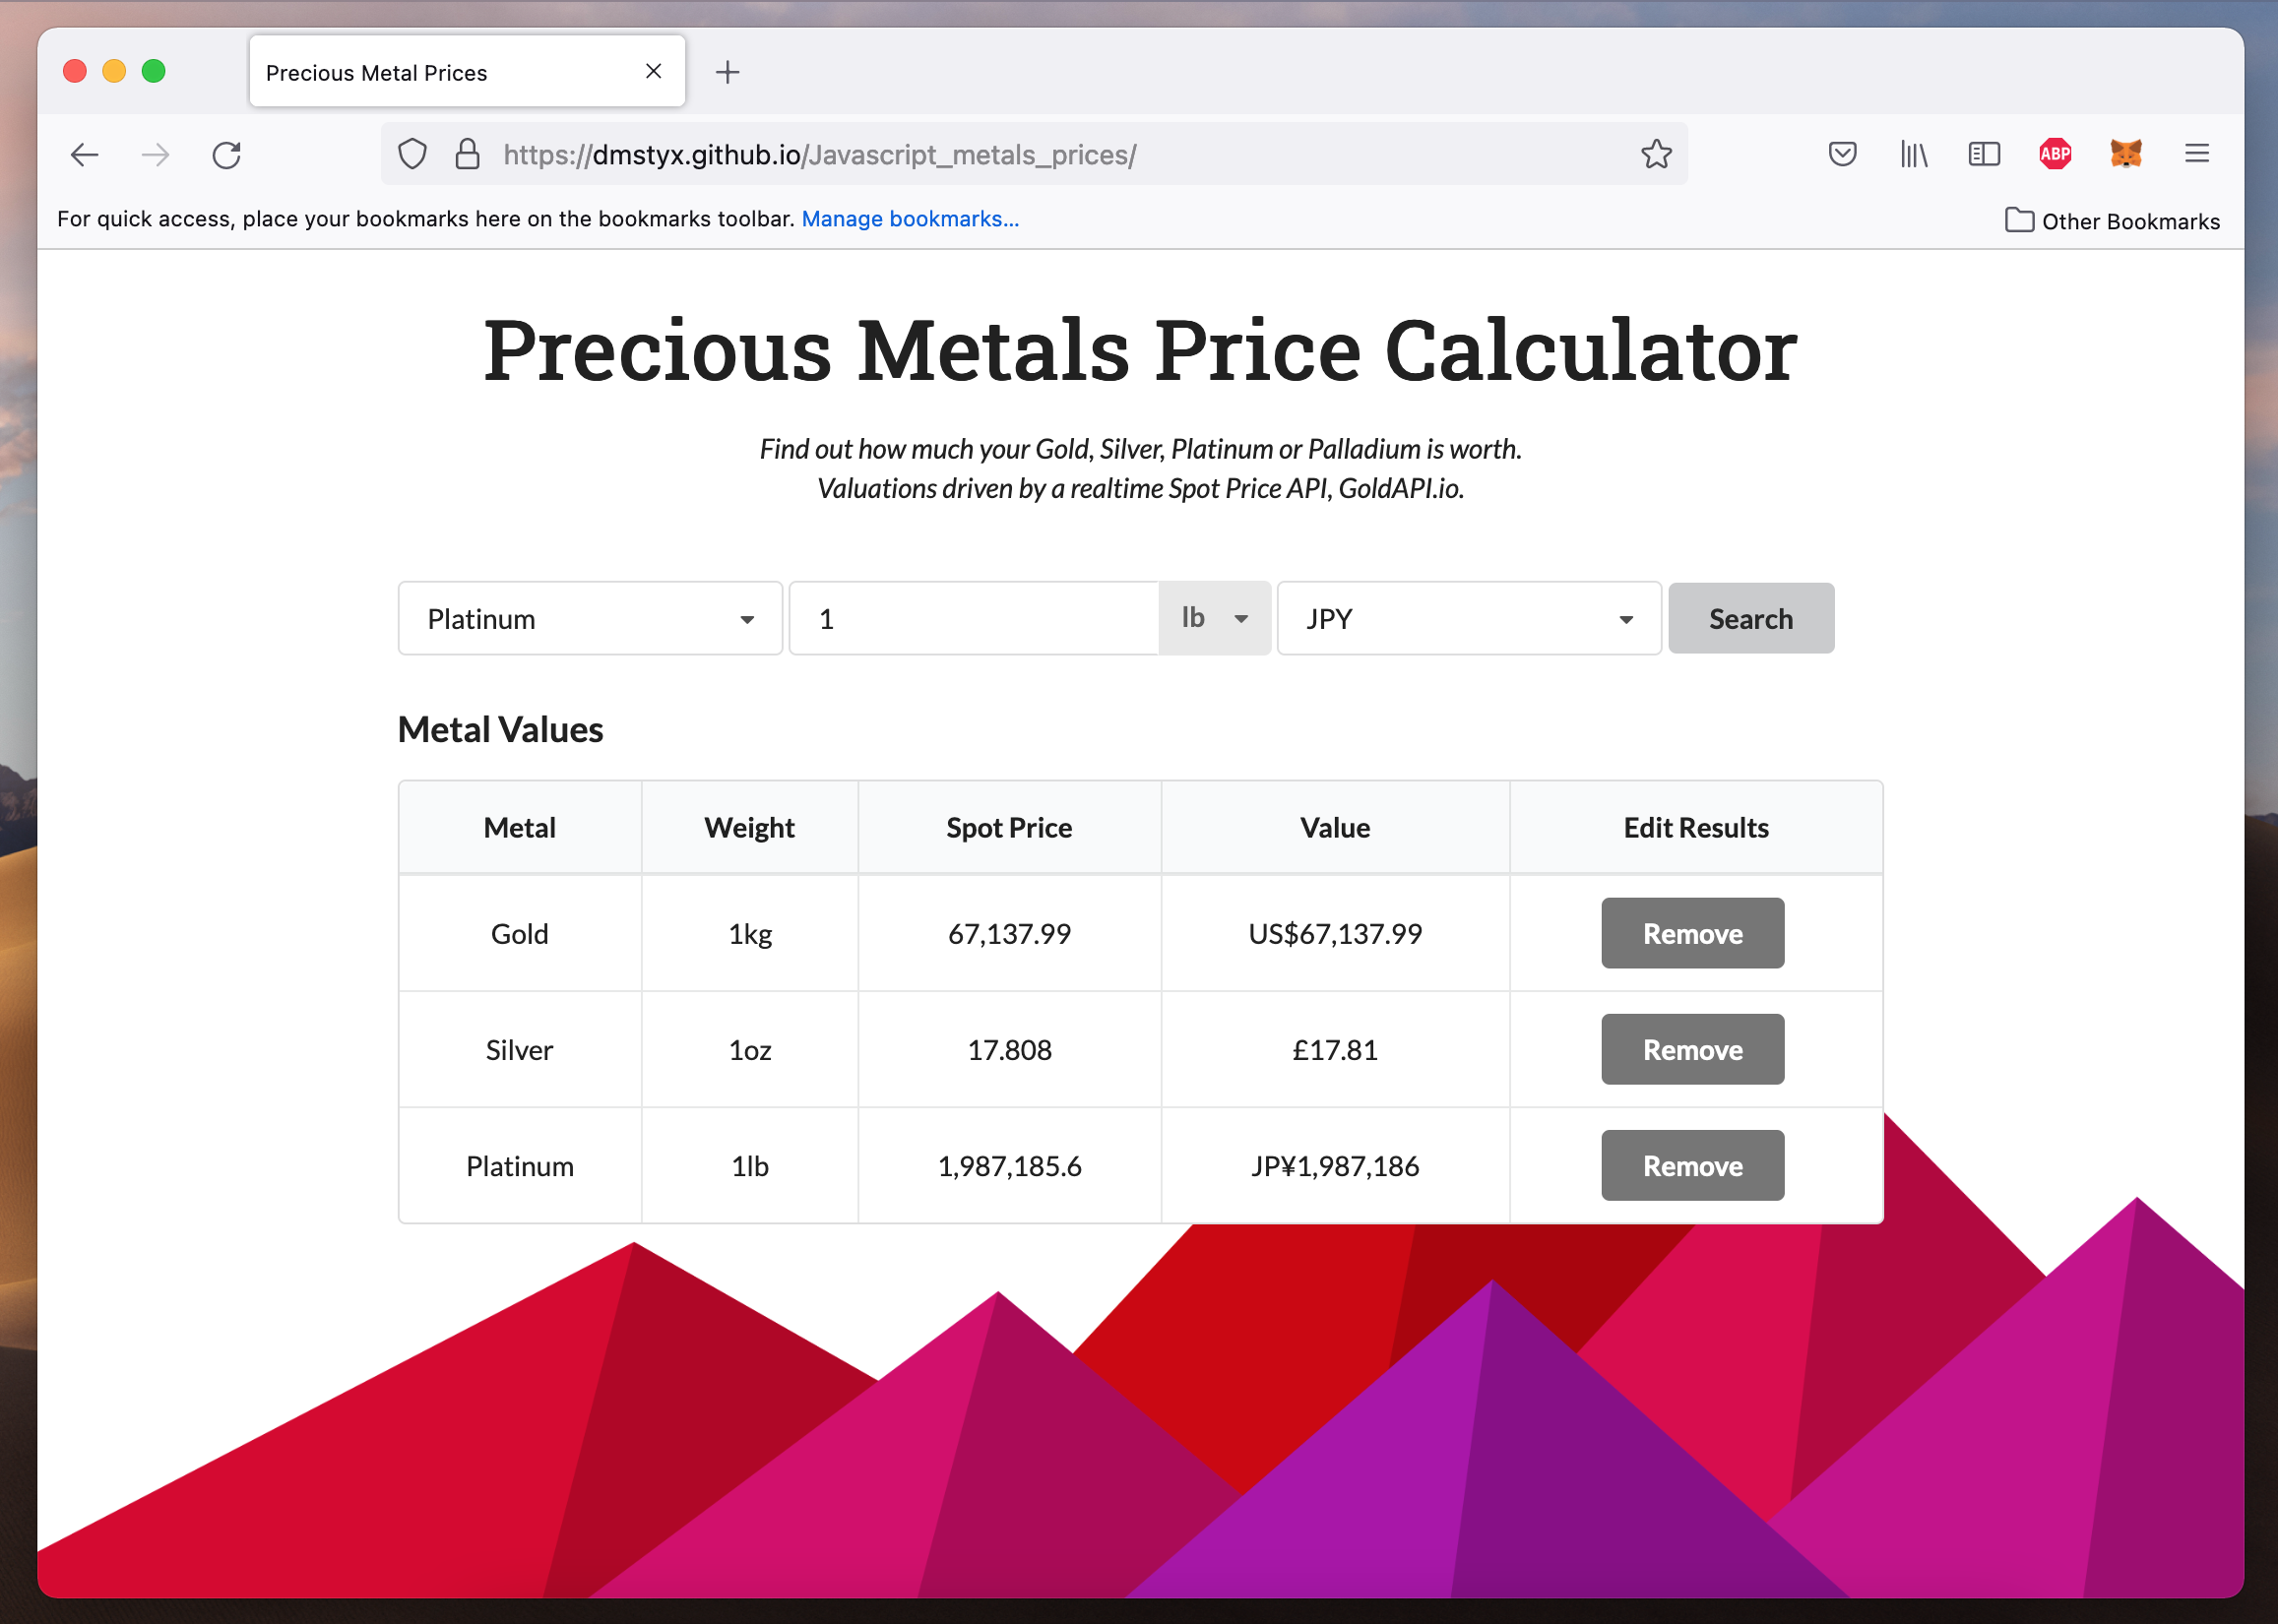 Precious Metal Prices
https://dmstyx.github.io/Javascript_metals_prices/
ABP
For quick access, place your bookmarks here on the bookmarks toolbar. Manage bookmarks...
Other Bookmarks
Precious Metals Price Calculator
Find out how much your Gold, Silver, Platinum or Palladium is worth.
Valuations driven by a realtime Spot Price API, GoldAPI.io.
Platinum 1 lb JPY Search
Metal Values
Metal Weight Spot Price Value Edit Results
Gold 1kg 67,137.99 US$67,137.99 Remove
Silver 1oz 17.808 £17.81 Remove
Platinum 1lb 1,987,185.6 JP¥1,987,186 Remove